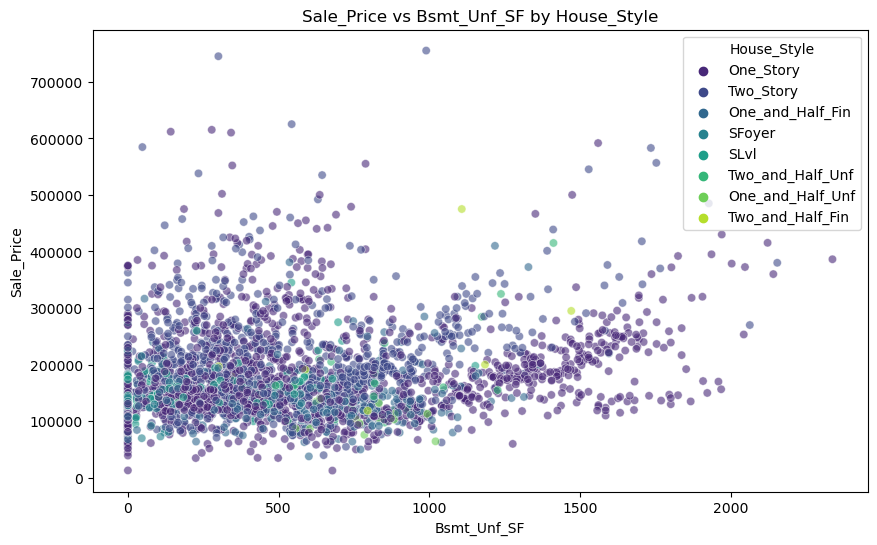 Sale_Price vs Bsmt_Unf_SF by House_Style
House_Style
One_Story
Two_Story
One_and_Half_Fin
SFoyer
SLvl
Two_and_Half_Unf
One_and_Half_Unf
Two_and_Half_Fin
Sale_Price
700000
600000
500000
400000
300000
200000
100000
0
0 500 1000 1500 2000
Bsmt_Unf_SF